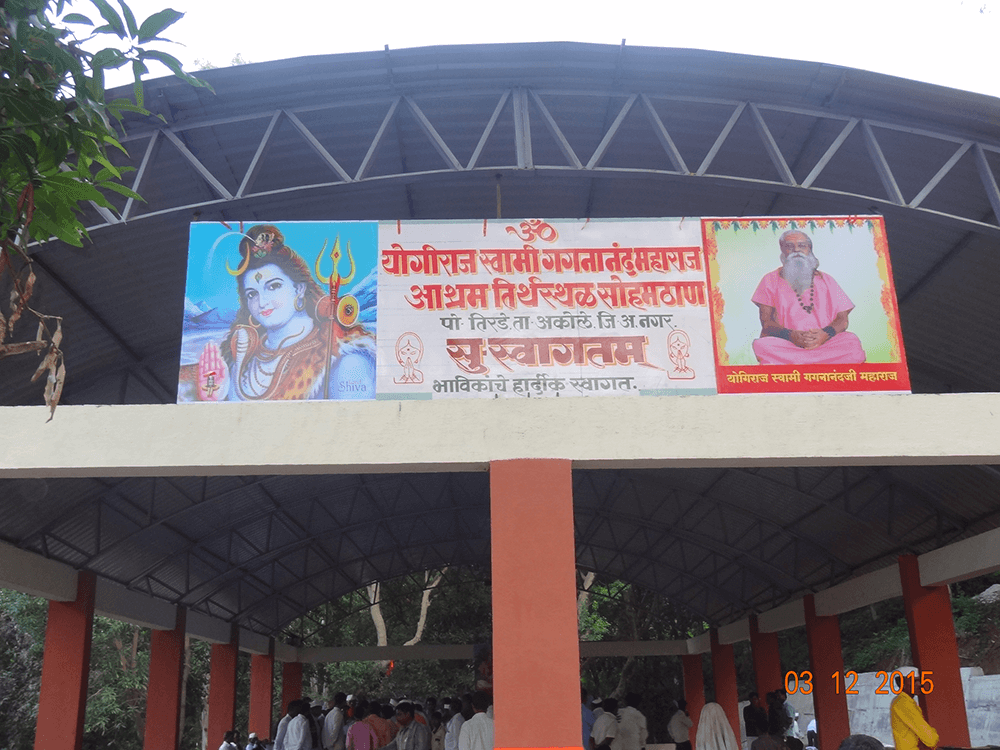 ॐ
योगीराज स्वामी गगनानंद महाराज
आश्रम तिर्थस्थळ सोहमठाण
पो. तिरडे. ता. अकोले. जि. अ. नगर.
सु-स्वागतम
भाविकाचे हार्दीक स्वागत.
Shiva
योगिराज स्वामी गगनानंदजी महाराज
03 12 2015